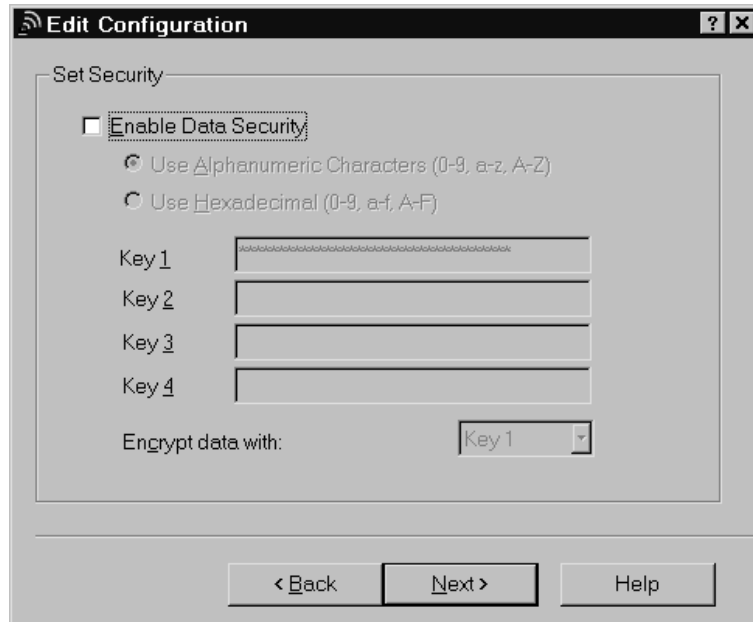 Edit Configuration ? X
Set Security
Enable Data Security
Use Alphanumeric Characters (0-9, a-z, A-Z)
Use Hexadecimal (0-9, a-f, A-F)
Key 1
Key 2
Key 3
Key 4
Encrypt data with: Key 1
< Back Next > Help